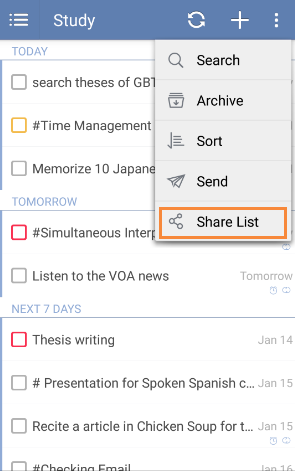 Study
TODAY
search theses of GBT
#Time Management
Memorize 10 Japane
Search
Archive
Sort
Send
Share List
TOMORROW
#Simultaneous Interp
Listen to the VOA news
Tomorrow
NEXT 7 DAYS
Thesis writing
Jan 14
# Presentation for Spoken Spanish c...
Jan 15
Recite a article in Chicken Soup for t...
Jan 15
#Checking Email
Jan 16